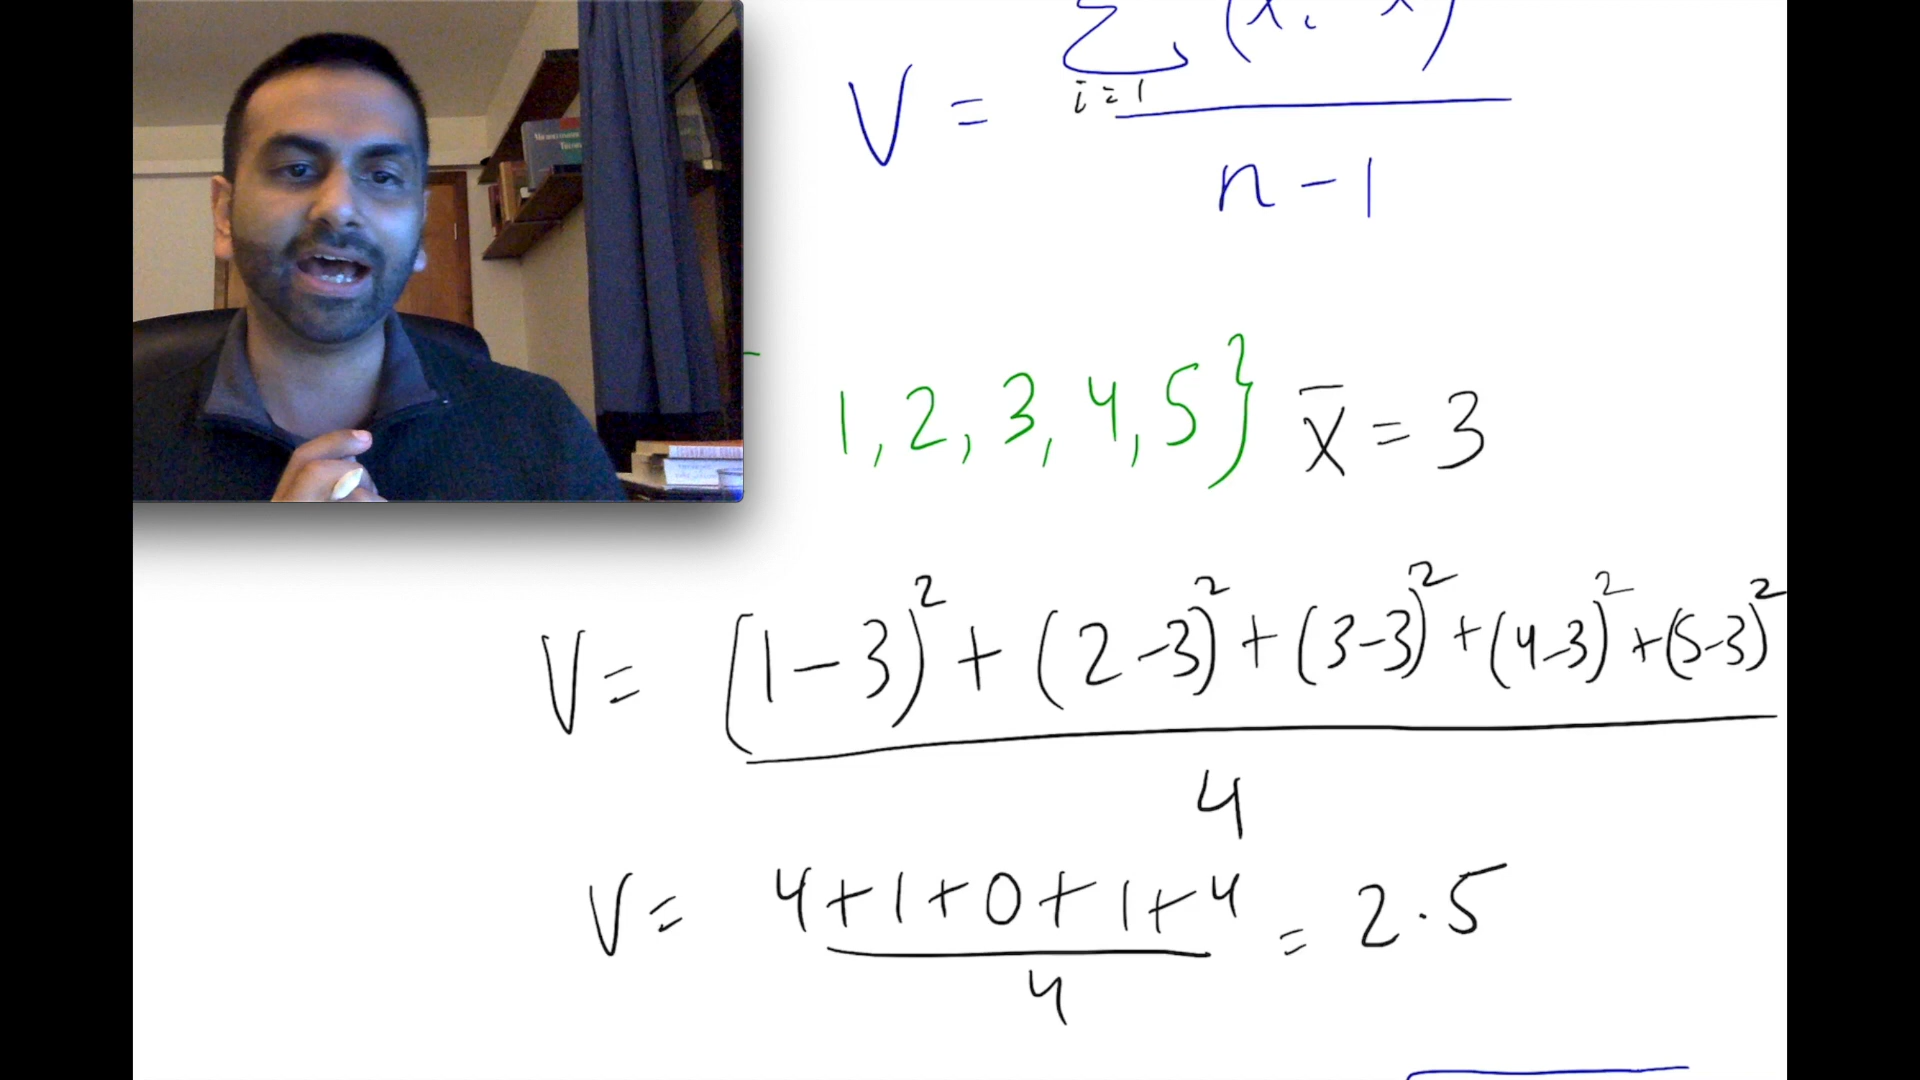 V = Σ (xᵢ x̄)
i=1
n-1
1, 2, 3, 4, 5} x̄ = 3
V = (1-3)² + (2-3)² + (3-3)² + (4-3)² + (5-3)²
4
V = 4+1+0+1+4 = 2.5
4